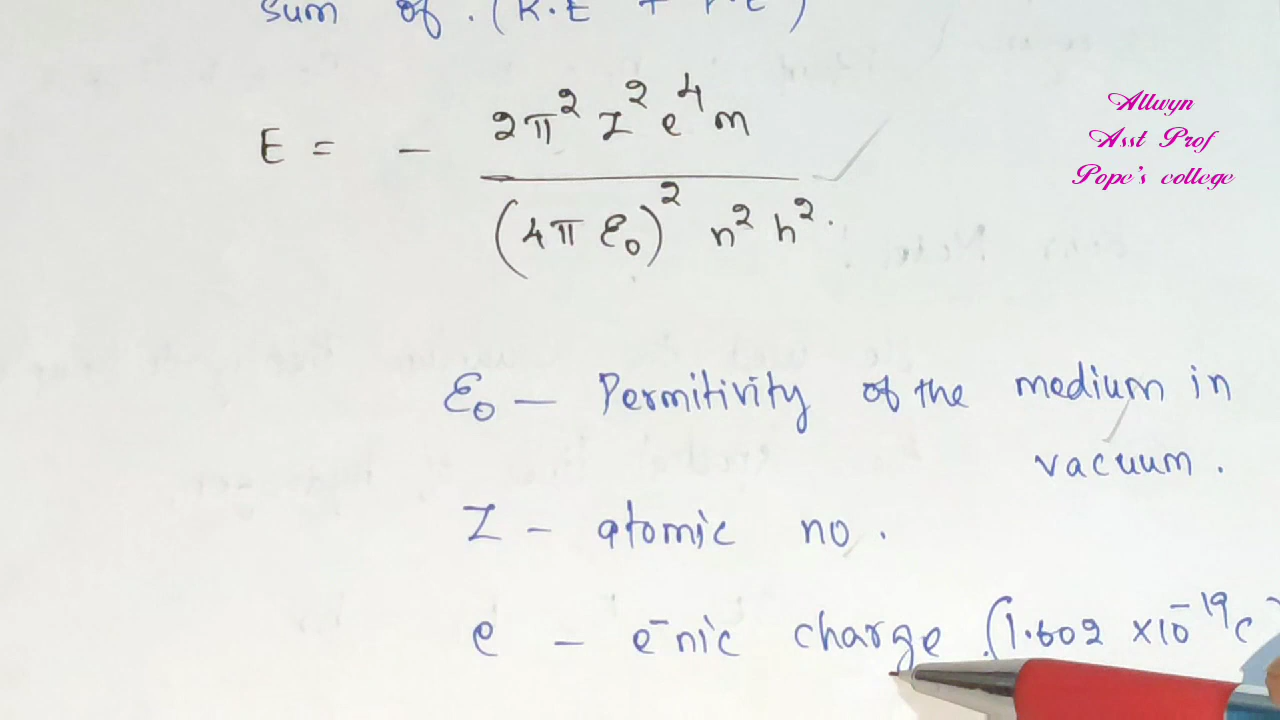 sum of. (K.E + P.E)
E = - 2π² Z² e⁴ m / (4π ε₀)² n² h².
Allwyn
Asst Prof
Pope's college
ε₀ - Permitivity of the medium in
vacuum.
Z - atomic no.
e - e⁻nic charge (1.602 ×10⁻¹⁹C)